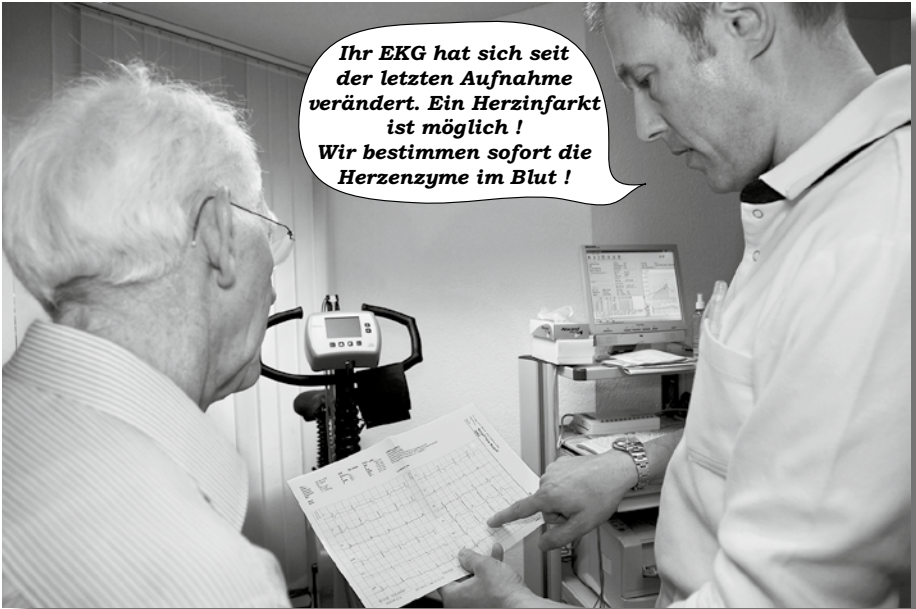 Ihr EKG hat sich seit
der letzten Aufnahme
verändert. Ein Herzinfarkt
ist möglich !
Wir bestimmen sofort die
Herzenzyme im Blut !